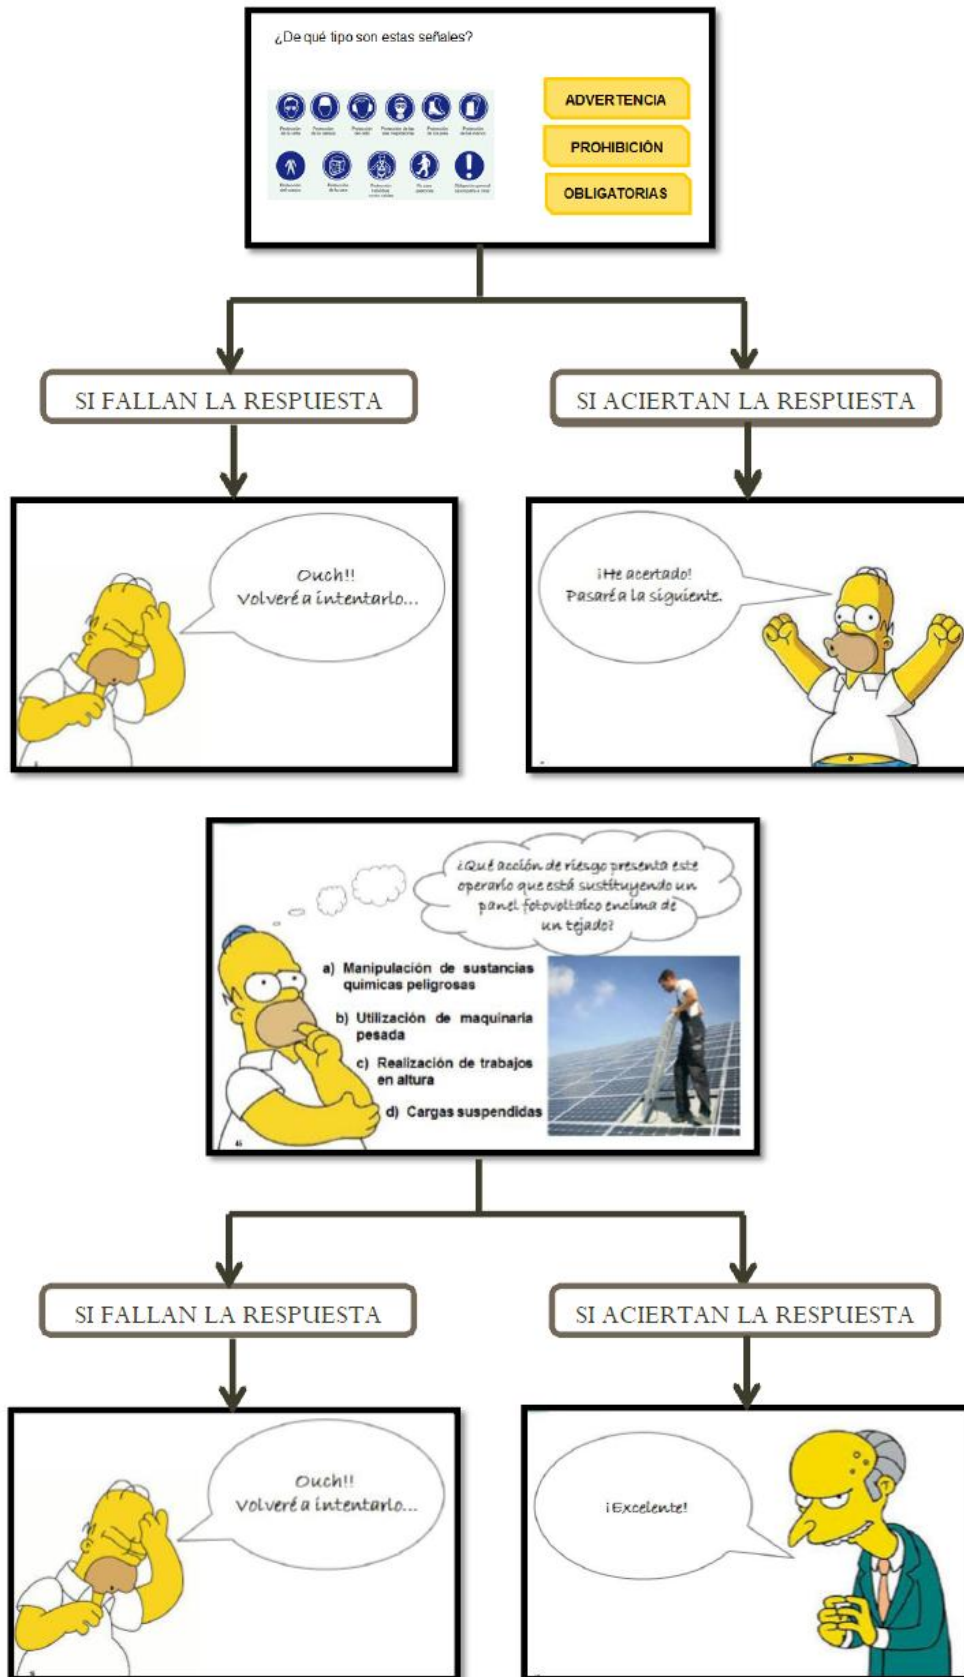 ¿De qué tipo son estas señales?
ADVERTENCIA
PROHIBICIÓN
OBLIGATORIAS
SI FALLAN LA RESPUESTA
SI ACIERTAN LA RESPUESTA
Ouch!!
Volveré a intentarlo...
¡He acertado!
Pasaré a la siguiente.
¿Qué acción de riesgo presenta este
operario que está sustituyendo un
panel fotovoltaico encima de
un tejado?
a) Manipulación de sustancias
químicas peligrosas
b) Utilización de maquinaria
pesada
c) Realización de trabajos
en altura
d) Cargas suspendidas
SI FALLAN LA RESPUESTA
SI ACIERTAN LA RESPUESTA
Ouch!!
Volveré a intentarlo...
¡Excelente!